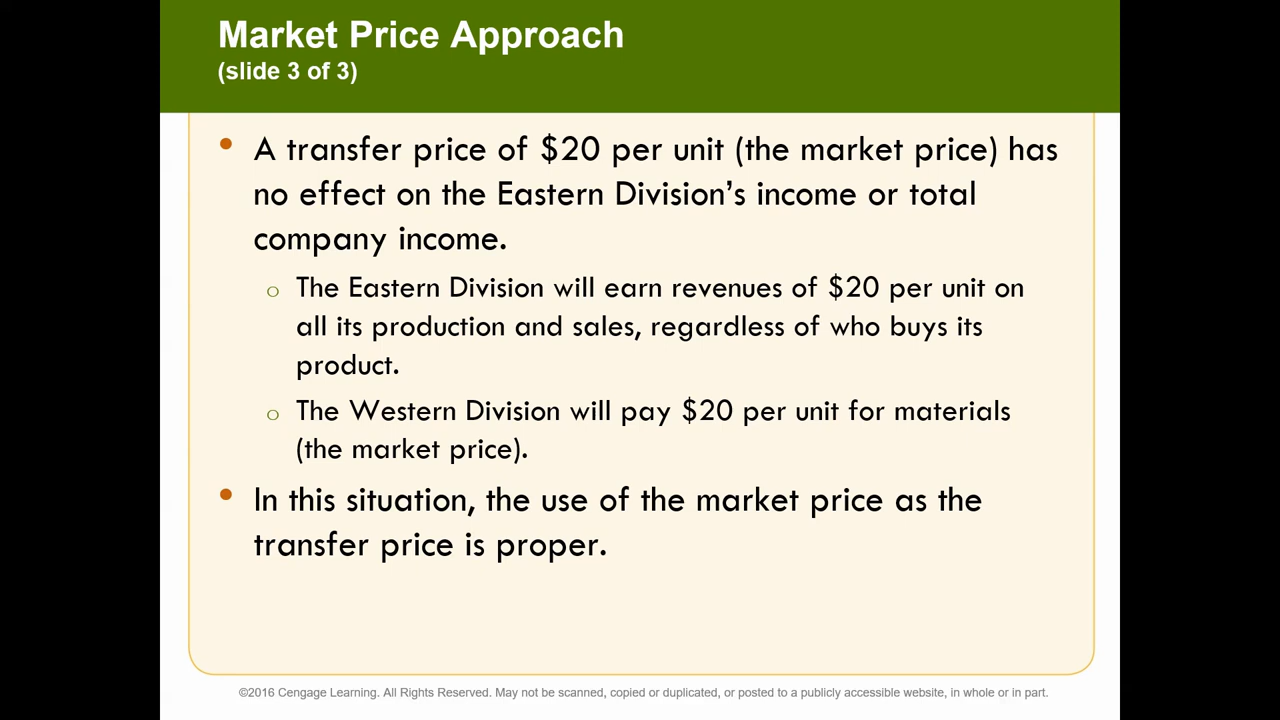 Market Price Approach
(slide 3 of 3)
• A transfer price of $20 per unit (the market price) has
no effect on the Eastern Division’s income or total
company income.
o The Eastern Division will earn revenues of $20 per unit on
all its production and sales, regardless of who buys its
product.
o The Western Division will pay $20 per unit for materials
(the market price).
• In this situation, the use of the market price as the
transfer price is proper.
©2016 Cengage Learning. All Rights Reserved. May not be scanned, copied or duplicated, or posted to a publicly accessible website, in whole or in part.